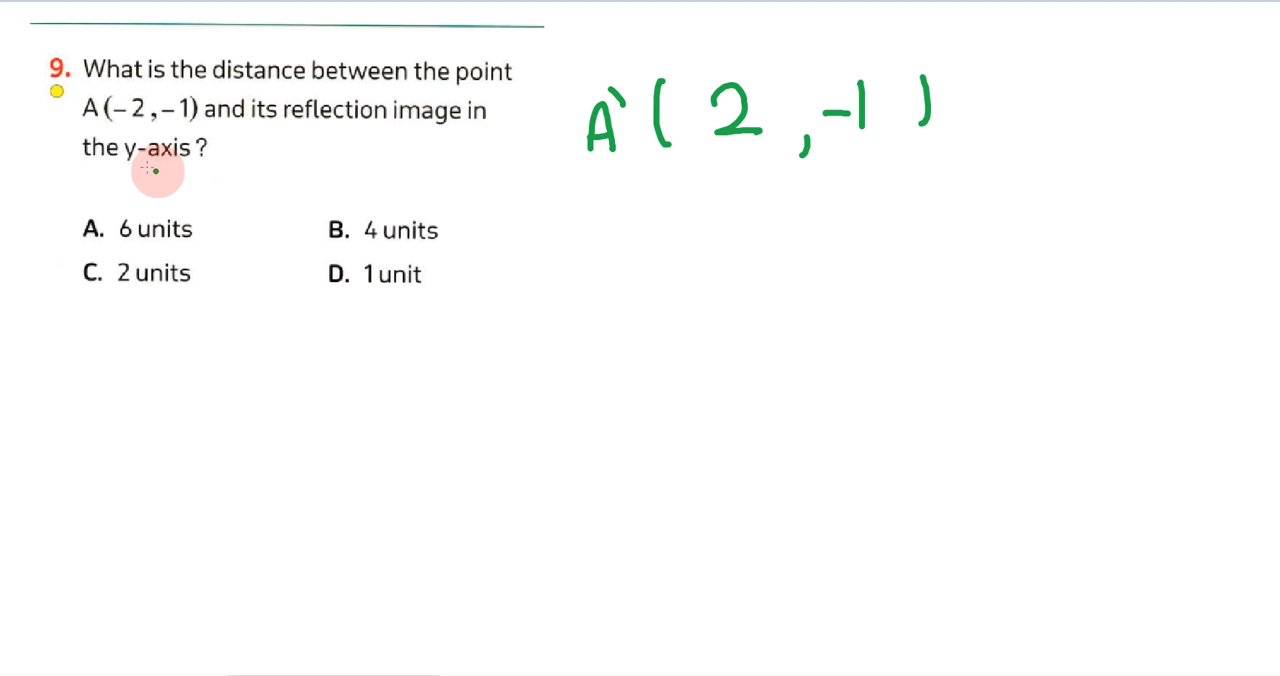 9. What is the distance between the point
A (–2, –1) and its reflection image in
the y-axis ?
A. 6 units
B. 4 units
C. 2 units
D. 1 unit
A` ( 2 , -1 )